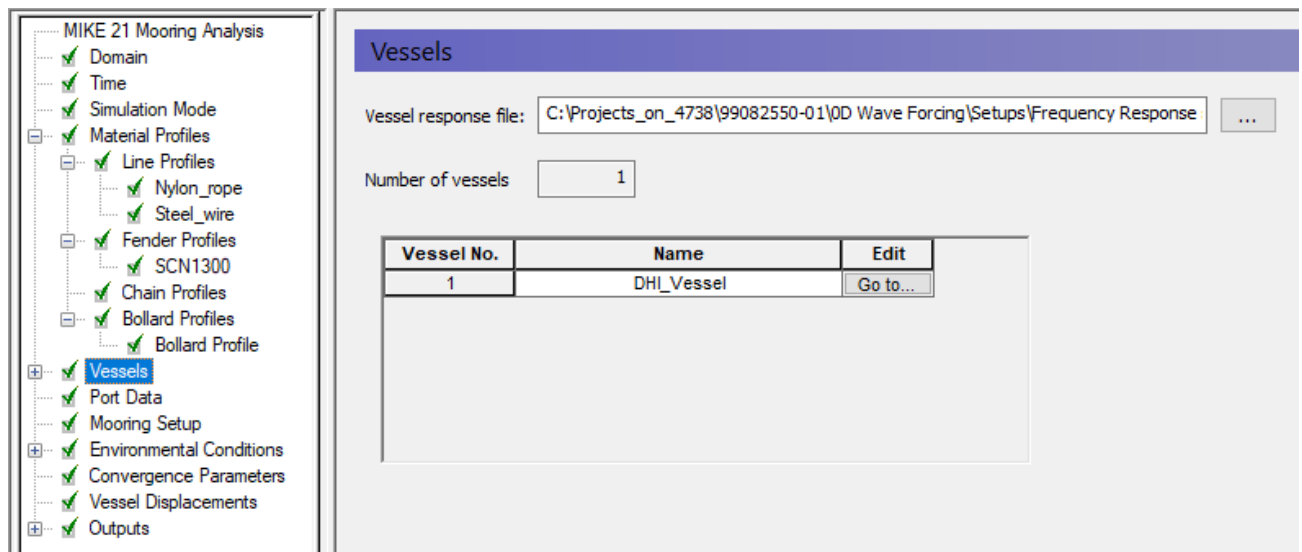 MIKE 21 Mooring Analysis
Domain
Time
Simulation Mode
Material Profiles
Line Profiles
Nylon_rope
Steel_wire
Fender Profiles
SCN1300
Chain Profiles
Bollard Profiles
Bollard Profile
Vessels
Port Data
Mooring Setup
Environmental Conditions
Convergence Parameters
Vessel Displacements
Outputs
Vessels
Vessel response file: C:\Projects_on_4738\99082550-01\0D Wave Forcing\Setups\Frequency Response ...
Number of vessels 1
Vessel No. Name Edit
1 DHI_Vessel Go to...